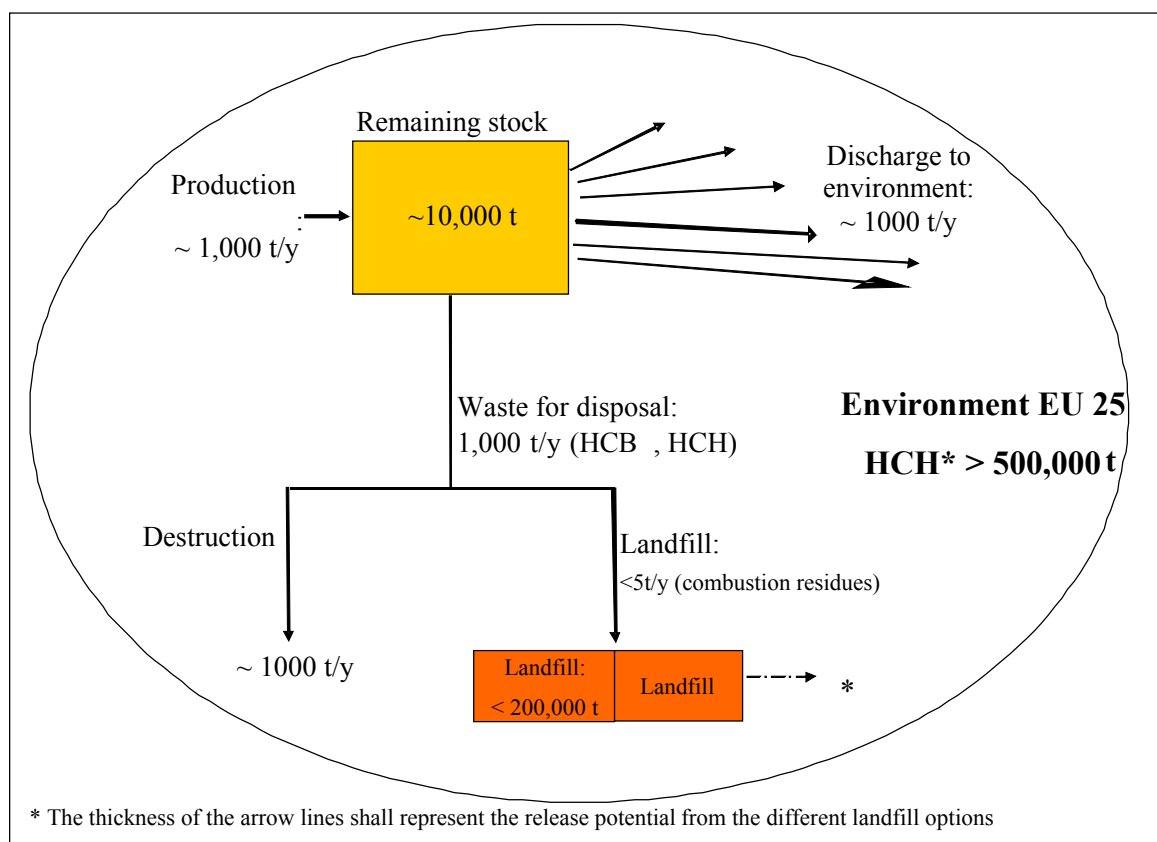 Remaining stock
Production
~ 1,000 t/y
~10,000 t
Discharge to
environment:
~ 1000 t/y
Waste for disposal:
1,000 t/y (HCB , HCH)
Environment EU 25
HCH* > 500,000 t
Destruction
Landfill:
<5t/y (combustion residues)
~ 1000 t/y
Landfill:
< 200,000 t
Landfill
*
* The thickness of the arrow lines shall represent the release potential from the different landfill options